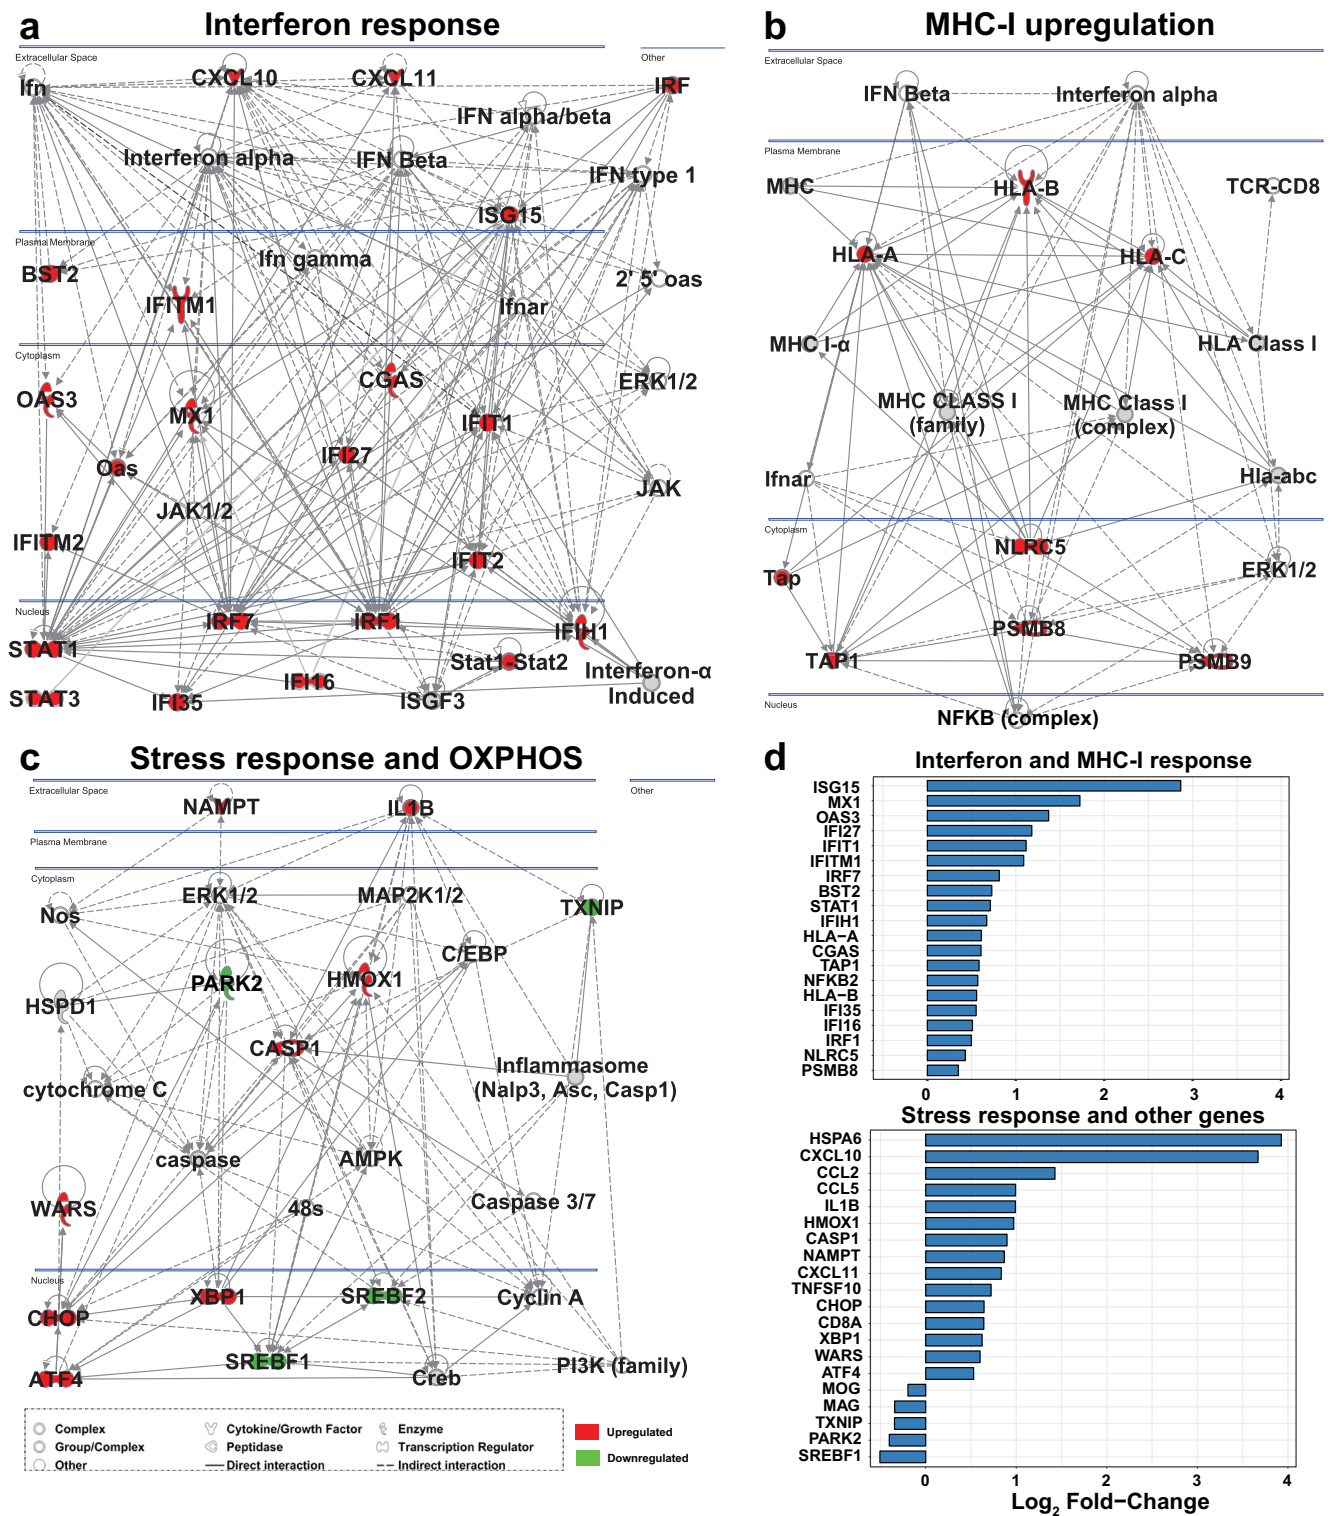 a
Interferon response
Extracellular Space
Other
Ifn
CXCL10
CXCL11
IRF
IFN alpha/beta
Interferon alpha
IFN Beta
IFN type 1
ISG15
Plasma Membrane
BST2
Ifn gamma
2' 5' oas
IFITM1
Ifnar
Cytoplasm
CGAS
ERK1/2
OAS3
MX1
IFIT1
IFI27
Oas
JAK
JAK1/2
IFITM2
IFIT2
Nucleus
IRF7
IRF1
IFIH1
STAT1
Stat1-Stat2
Interferon-α
Induced
STAT3
IFI35
IFI16
ISGF3
b
MHC-I upregulation
Extracellular Space
IFN Beta
Interferon alpha
Plasma Membrane
MHC
HLA-B
TCR-CD8
HLA-A
HLA-C
MHC I-α
HLA Class I
MHC CLASS I
(family)
MHC Class I
(complex)
Ifnar
Hla-abc
Cytoplasm
NLRC5
Tap
ERK1/2
PSMB8
TAP1
PSMB9
Nucleus
NFKB (complex)
c
Stress response and OXPHOS
Extracellular Space
Other
NAMPT
IL1B
Plasma Membrane
Cytoplasm
Nos
ERK1/2
MAP2K1/2
TXNIP
C/EBP
PARK2
HMOX1
HSPD1
CASP1
cytochrome C
Inflammasome
(Nalp3, Asc, Casp1)
caspase
AMPK
WARS
48s
Caspase 3/7
Nucleus
CHOP
XBP1
SREBF2
Cyclin A
ATF4
SREBF1
Creb
PI3K (family)
Complex
Cytokine/Growth Factor
Enzyme
Group/Complex
Peptidase
Transcription Regulator
Other
Direct interaction
Indirect interaction
Upregulated
Downregulated
d
Interferon and MHC-I response
ISG15
MX1
OAS3
IFI27
IFIT1
IFITM1
IRF7
BST2
STAT1
IFIH1
HLA−A
CGAS
TAP1
NFKB2
HLA−B
IFI35
IFI16
IRF1
NLRC5
PSMB8
0 1 2 3 4
Stress response and other genes
HSPA6
CXCL10
CCL2
CCL5
IL1B
HMOX1
CASP1
NAMPT
CXCL11
TNFSF10
CHOP
CD8A
XBP1
WARS
ATF4
MOG
MAG
TXNIP
PARK2
SREBF1
0 1 2 3 4
Log2 Fold−Change